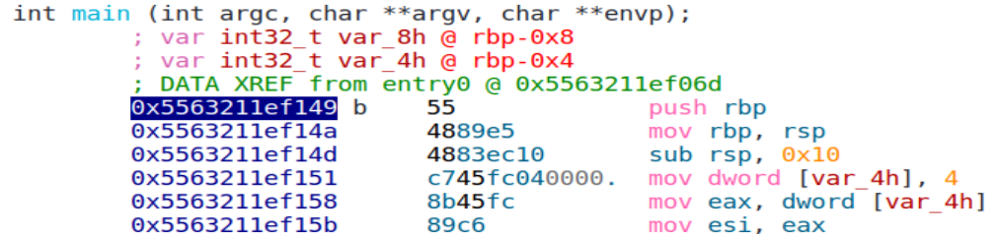 int main (int argc, char **argv, char **envp);
; var int32_t var_8h @ rbp-0x8
; var int32_t var_4h @ rbp-0x4
; DATA XREF from entry0 @ 0x5563211ef06d
0x5563211ef149 b 55 push rbp
0x5563211ef14a 4889e5 mov rbp, rsp
0x5563211ef14d 4883ec10 sub rsp, 0x10
0x5563211ef151 c745fc040000. mov dword [var_4h], 4
0x5563211ef158 8b45fc mov eax, dword [var_4h]
0x5563211ef15b 89c6 mov esi, eax